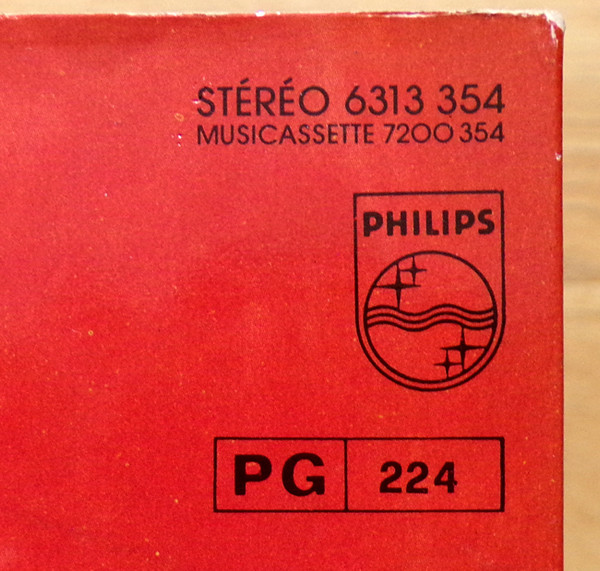 STÉRÉO 6313 354
MUSICASSETTE 7200 354
PHILIPS
PG 224